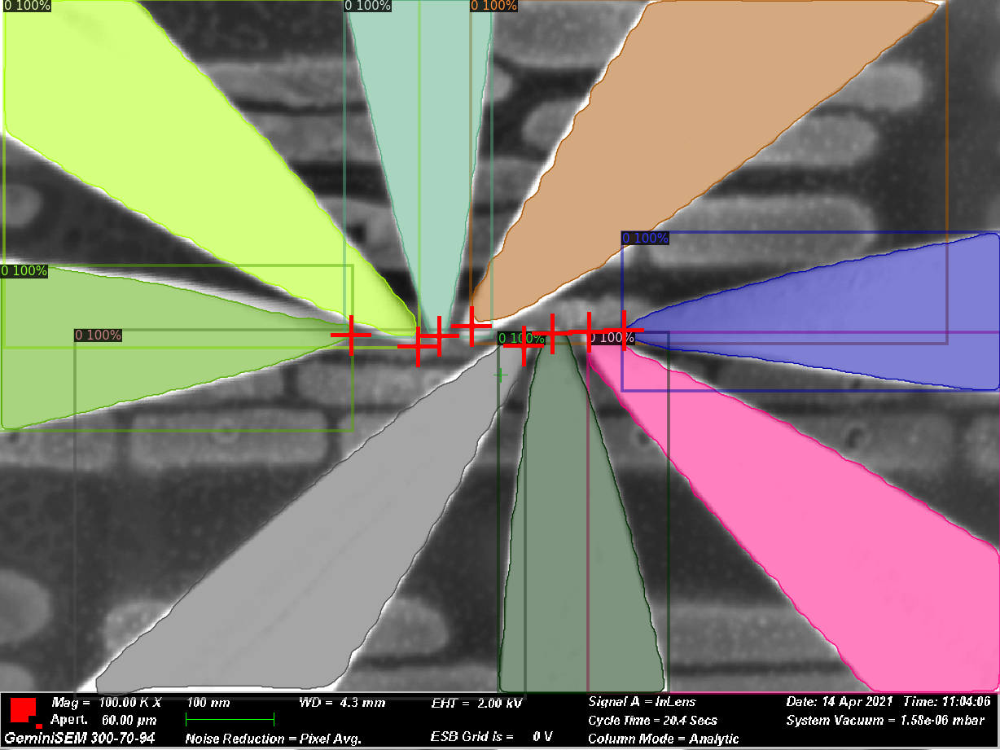 0 100% 0 100% 0 100%
0 100%
0 100%
0 100% 0 100% 0 100%
Mag = 100.00 K X 100 nm WD = 4.3 mm EHT = 2.00 kV Signal A = InLens Date: 14 Apr 2021 Time: 11:04:06
Apert. 60.00 µm Cycle Time = 20.4 Secs System Vacuum = 1.58e-06 mbar
GeminiSEM 300-70-94 Noise Reduction = Pixel Avg. ESB Grid is = 0 V Column Mode = Analytic